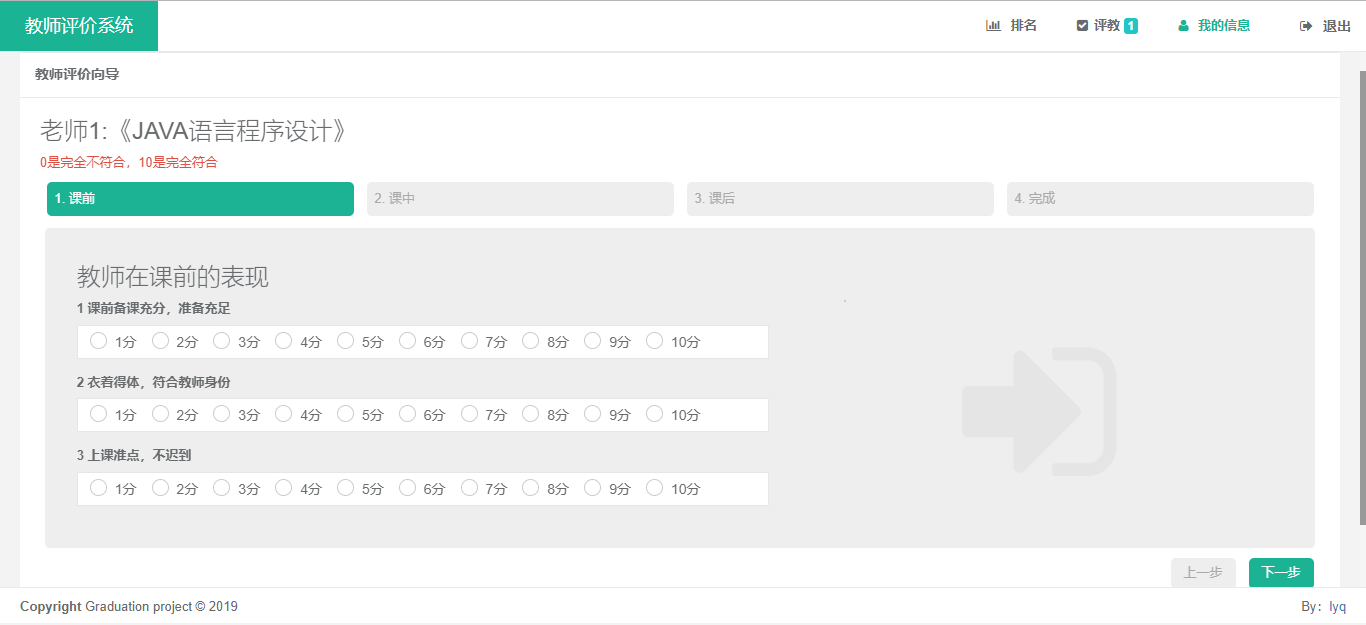 教师评价系统 排名 评教 1 我的信息 退出
教师评价向导
老师1:《JAVA语言程序设计》
0是完全不符合，10是完全符合
1. 课前 2. 课中 3. 课后 4. 完成
教师在课前的表现
1 课前备课充分，准备充足
1分 2分 3分 4分 5分 6分 7分 8分 9分 10分
2 衣着得体，符合教师身份
1分 2分 3分 4分 5分 6分 7分 8分 9分 10分
3 上课准点，不迟到
1分 2分 3分 4分 5分 6分 7分 8分 9分 10分
上一步 下一步
Copyright Graduation project © 2019 By：lyq